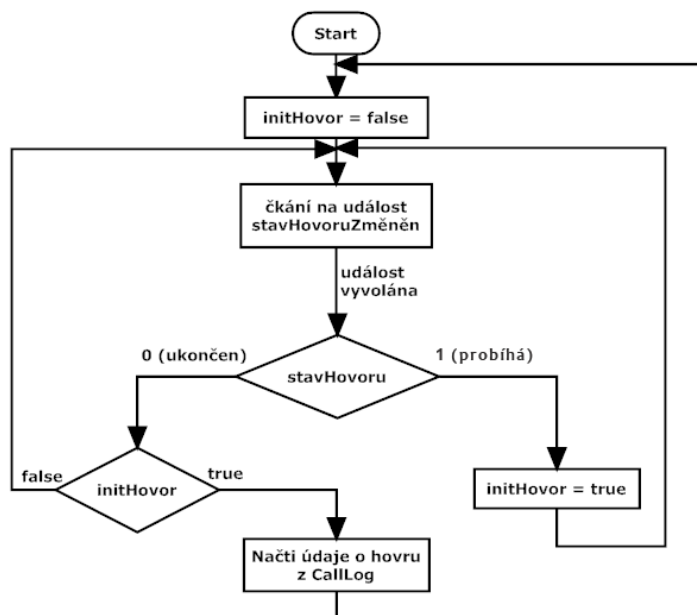 Start
initHovor = false
čkání na událost
stavHovoruZměněn
událost
vyvolána
0 (ukončen)
1 (probíhá)
stavHovoru
false
initHovor
true
initHovor = true
Načti údaje o hovru
z CallLog